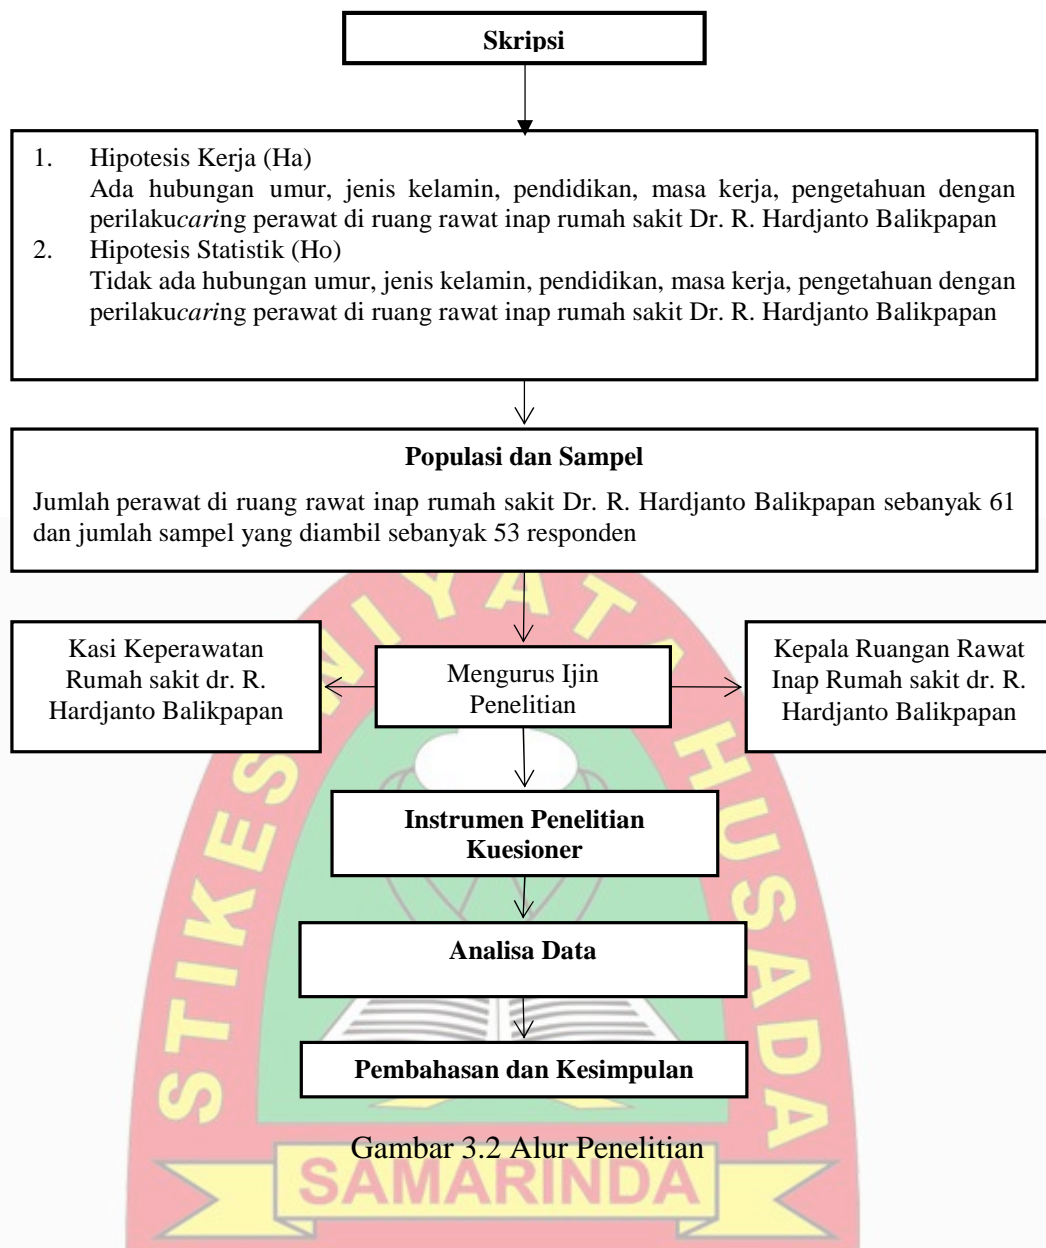 Skripsi
1. Hipotesis Kerja (Ha)
Ada hubungan umur, jenis kelamin, pendidikan, masa kerja, pengetahuan dengan
perilakucaring perawat di ruang rawat inap rumah sakit Dr. R. Hardjanto Balikpapan
2. Hipotesis Statistik (Ho)
Tidak ada hubungan umur, jenis kelamin, pendidikan, masa kerja, pengetahuan dengan
perilakucaring perawat di ruang rawat inap rumah sakit Dr. R. Hardjanto Balikpapan
Populasi dan Sampel
Jumlah perawat di ruang rawat inap rumah sakit Dr. R. Hardjanto Balikpapan sebanyak 61
dan jumlah sampel yang diambil sebanyak 53 responden
Kasi Keperawatan
Rumah sakit dr. R.
Hardjanto Balikpapan
Mengurus Ijin
Penelitian
Kepala Ruangan Rawat
Inap Rumah sakit dr. R.
Hardjanto Balikpapan
Instrumen Penelitian
Kuesioner
Analisa Data
Pembahasan dan Kesimpulan
Gambar 3.2 Alur Penelitian
STIKES WIYATA HUSADA
SAMARINDA